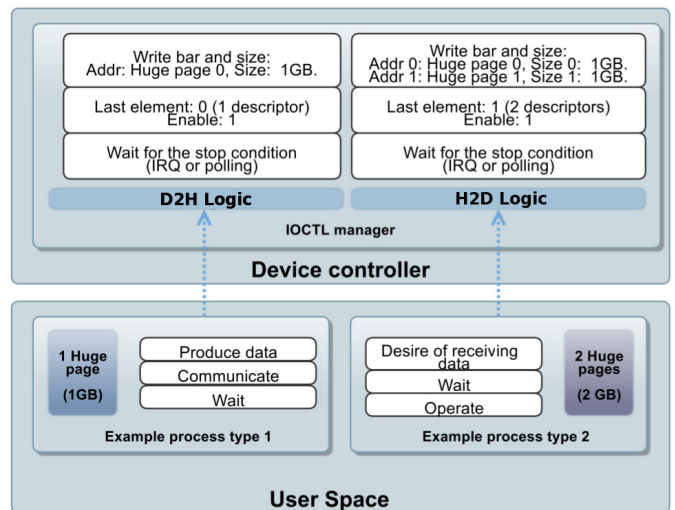 Write bar and size:
Addr: Huge page 0, Size: 1GB.
Last element: 0 (1 descriptor)
Enable: 1
Wait for the stop condition
(IRQ or polling)
D2H Logic
Write bar and size:
Addr 0: Huge page 0, Size 0: 1GB.
Addr 1: Huge page 1, Size 1: 1GB.
Last element: 1 (2 descriptors)
Enable: 1
Wait for the stop condition
(IRQ or polling)
H2D Logic
IOCTL manager
Device controller
1 Huge
page
(1GB)
Produce data
Communicate
Wait
Example process type 1
Desire of receiving
data
Wait
Operate
2 Huge
pages
(2 GB)
Example process type 2
User Space